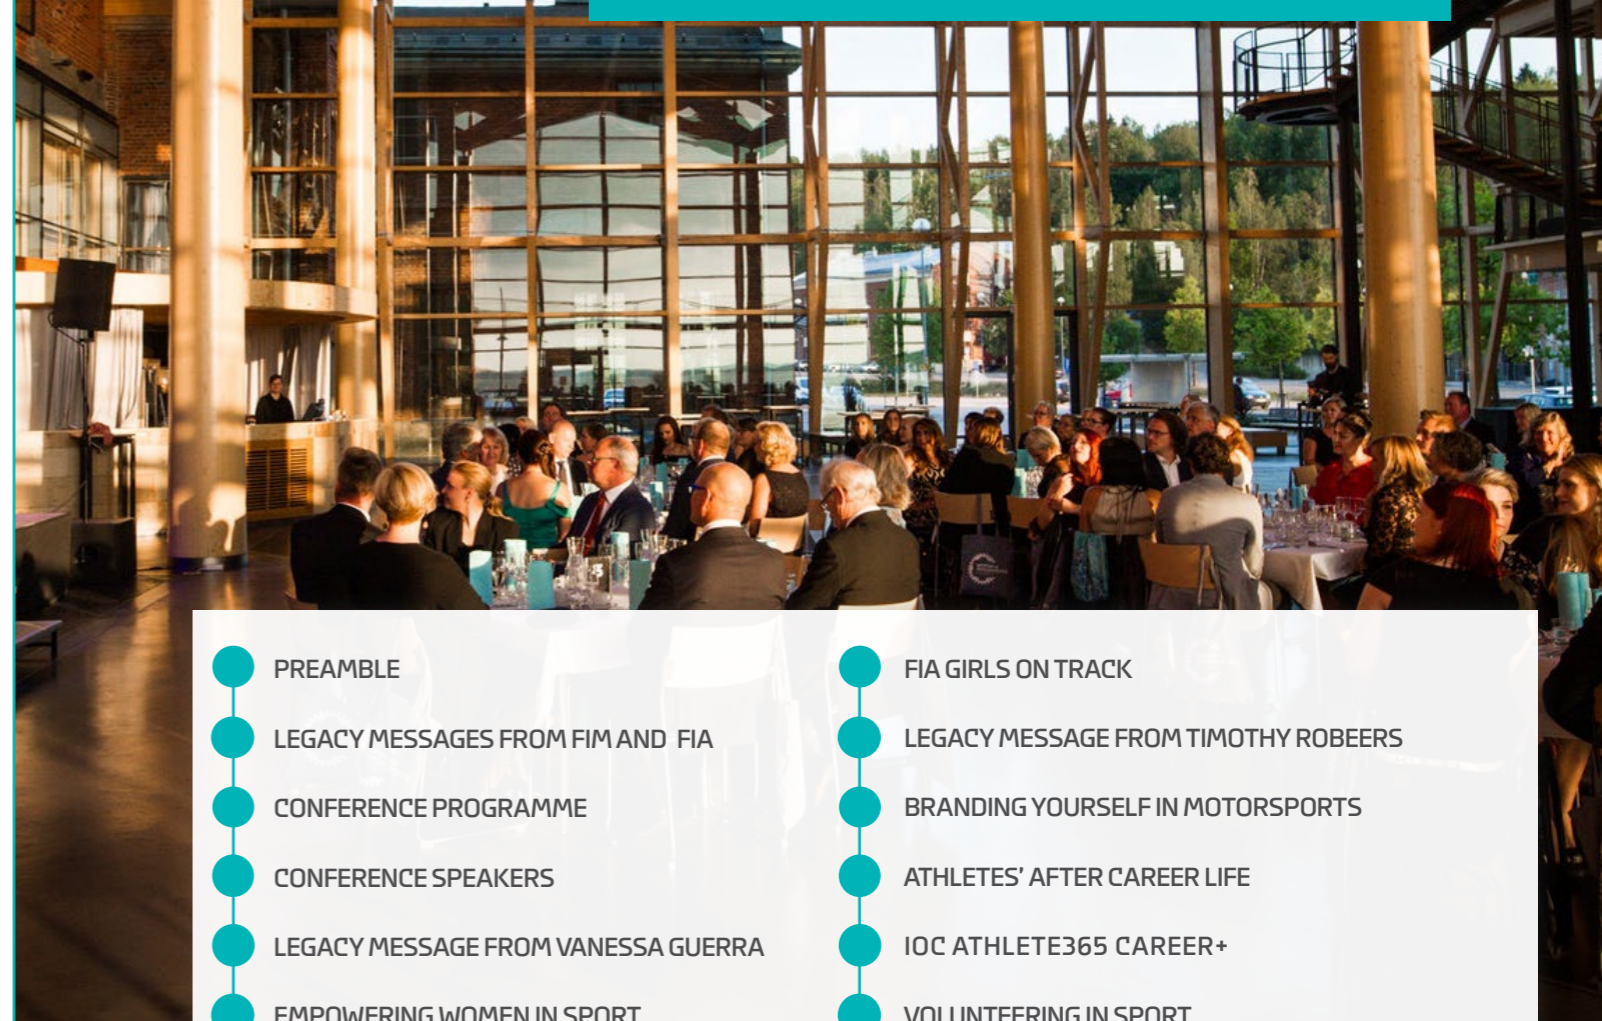 PREAMBLE
LEGACY MESSAGES FROM FIM AND FIA
CONFERENCE PROGRAMME
CONFERENCE SPEAKERS
LEGACY MESSAGE FROM VANESSA GUERRA
EMPOWERING WOMEN IN SPORT
FIA GIRLS ON TRACK
LEGACY MESSAGE FROM TIMOTHY ROBEERS
BRANDING YOURSELF IN MOTORSPORTS
ATHLETES’ AFTER CAREER LIFE
IOC ATHLETE365 CAREER+
VOLUNTEERING IN SPORT